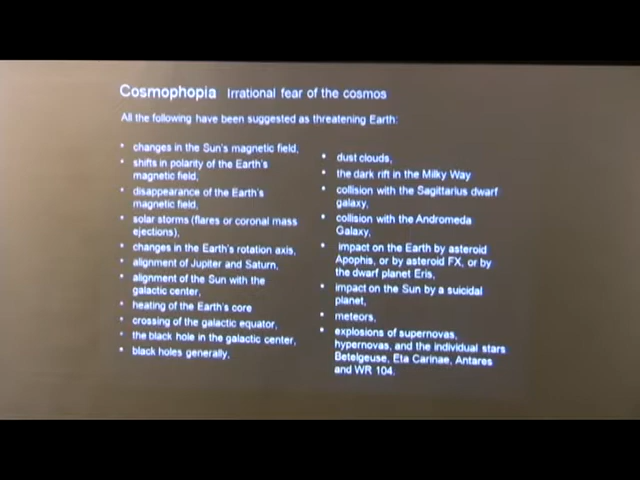 Cosmophopia Irrational fear of the cosmos
All the following have been suggested as threatening Earth:
• changes in the Sun's magnetic field,
• shifts in polarity of the Earth's
magnetic field,
• disappearance of the Earth's
magnetic field,
• solar storms (flares or coronal mass
ejections),
• changes in the Earth's rotation axis,
• alignment of Jupiter and Saturn,
• alignment of the Sun with the
galactic center,
• heating of the Earth's core
• crossing of the galactic equator,
• the black hole in the galactic center,
• black holes generally,
• dust clouds,
• the dark rift in the Milky Way
• collision with the Sagittarius dwarf
galaxy,
• collision with the Andromeda
Galaxy,
• impact on the Earth by asteroid
Apophis, or by asteroid FX, or by
the dwarf planet Eris,
• impact on the Sun by a suicidal
planet,
• meteors,
• explosions of supernovas,
hypernovas, and the individual stars
Betelgeuse, Eta Carinae, Antares
and WR 104.